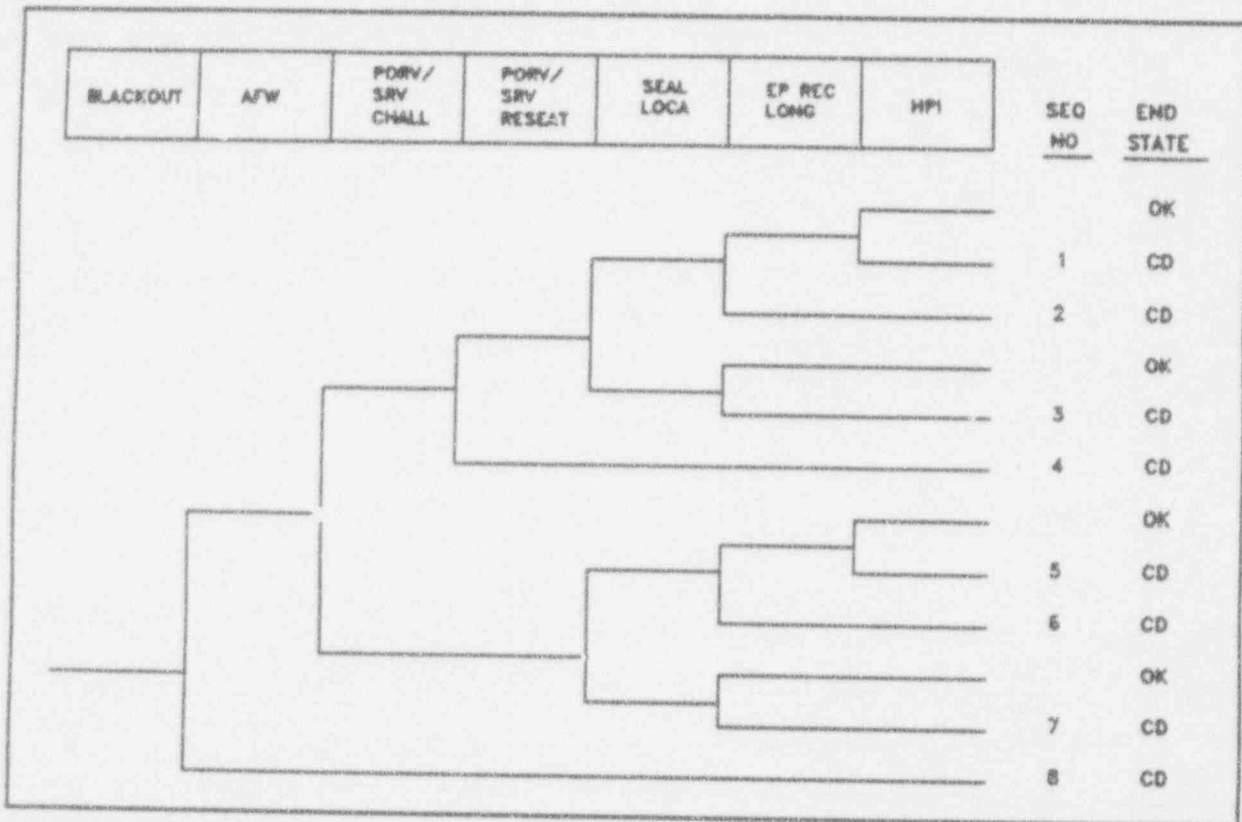 BLACKOUT
AFW
PORV/
SRV
CHALL
PORV/
SRV
RESEAT
SEAL
LOCA
EP REC
LONG
HPI
SEQ
NO
END
STATE
OK
1 CD
2 CD
OK
3 CD
4 CD
OK
5 CD
6 CD
OK
7 CD
8 CD